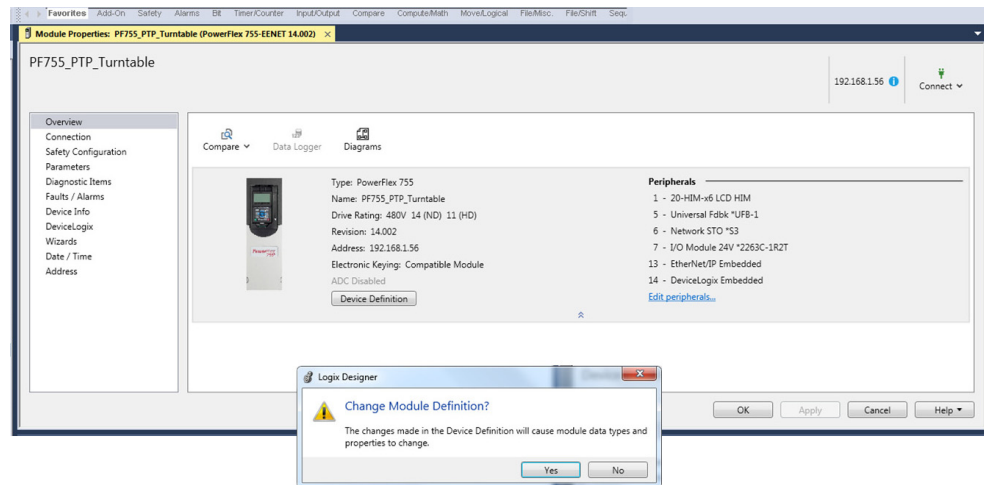 Favorites Add-On Safety Alarms Bit Timer/Counter Input/Output Compare Compute/Math Move/Logical File/Misc. File/Shift Sequ
Module Properties: PF755_PTP_Turntable (PowerFlex 755-EENET 14.002) ×
PF755_PTP_Turntable
192.168.1.56
Connect
Overview
Connection
Safety Configuration
Parameters
Diagnostic Items
Faults / Alarms
Device Info
DeviceLogix
Wizards
Date / Time
Address
Compare
Data Logger
Diagrams
Type: PowerFlex 755
Name: PF755_PTP_Turntable
Drive Rating: 480V 14 (ND) 11 (HD)
Revision: 14.002
Address: 192.168.1.56
Electronic Keying: Compatible Module
ADC Disabled
Device Definition
Peripherals
1 - 20-HIM-x6 LCD HIM
5 - Universal Fdbk *UFB-1
6 - Network STO *S3
7 - I/O Module 24V *2263C-1R2T
13 - EtherNet/IP Embedded
14 - DeviceLogix Embedded
Edit peripherals...
Logix Designer
Change Module Definition?
The changes made in the Device Definition will cause module data types and
properties to change.
Yes No
OK Apply Cancel Help